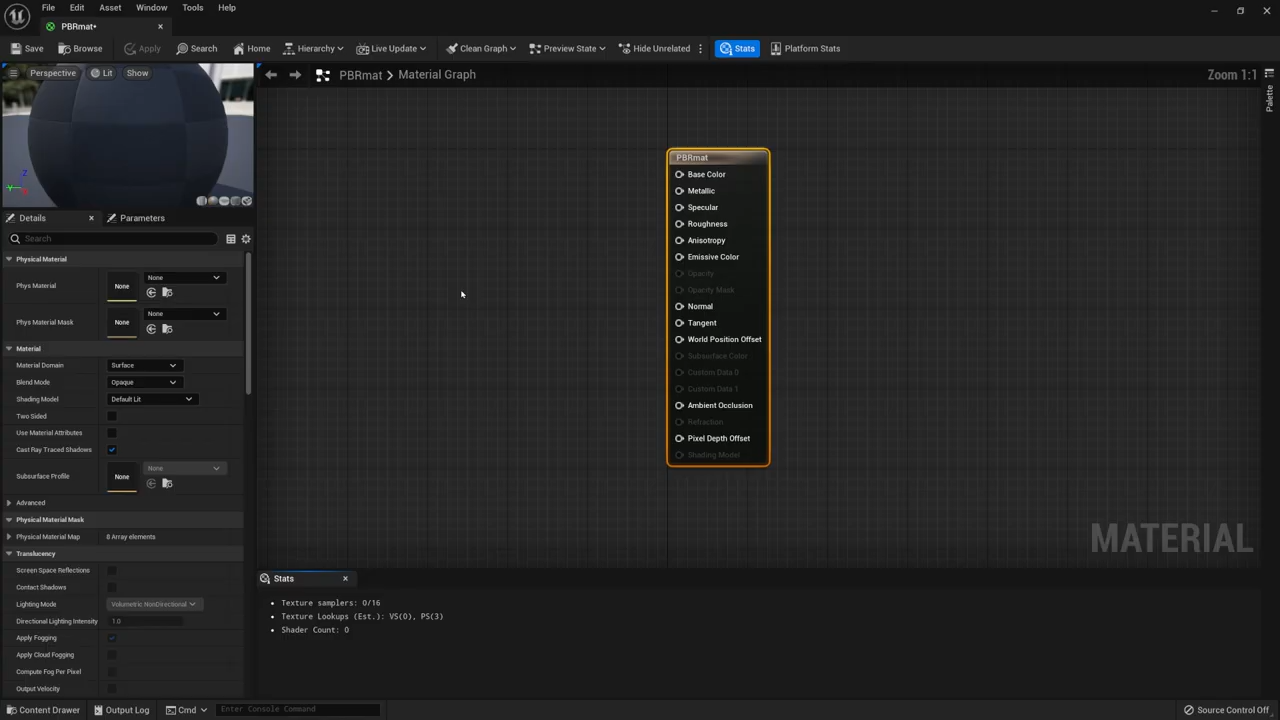 File Edit Asset Window Tools Help
PBRmat•
Save Browse Apply Search Home Hierarchy Live Update Clean Graph Preview State Hide Unrelated Stats Platform Stats
Perspective Lit Show
PBRmat Material Graph
Zoom 1:1
Palette
Z
Details Parameters
Search
Physical Material
Phys Material None None
Phys Material Mask None None
Material
Material Domain Surface
Blend Mode Opaque
Shading Model Default Lit
Two Sided
Use Material Attributes
Cast Ray Traced Shadows
Subsurface Profile None None
Advanced
Physical Material Mask
Physical Material Map 8 Array elements
Translucency
Screen Space Reflections
Contact Shadows
Lighting Mode Volumetric NonDirectional
Directional Lighting Intensity 1.0
Apply Fogging
Apply Cloud Fogging
Compute Fog Per Pixel
Output Velocity
PBRmat
Base Color
Metallic
Specular
Roughness
Anisotropy
Emissive Color
Opacity
Opacity Mask
Normal
Tangent
World Position Offset
Subsurface Color
Custom Data 0
Custom Data 1
Ambient Occlusion
Refraction
Pixel Depth Offset
Shading Model
MATERIAL
Stats
Texture samplers: 0/16
Texture Lookups (Est.): VS(0), PS(3)
Shader Count: 0
Content Drawer Output Log Cmd Enter Console Command Source Control Off